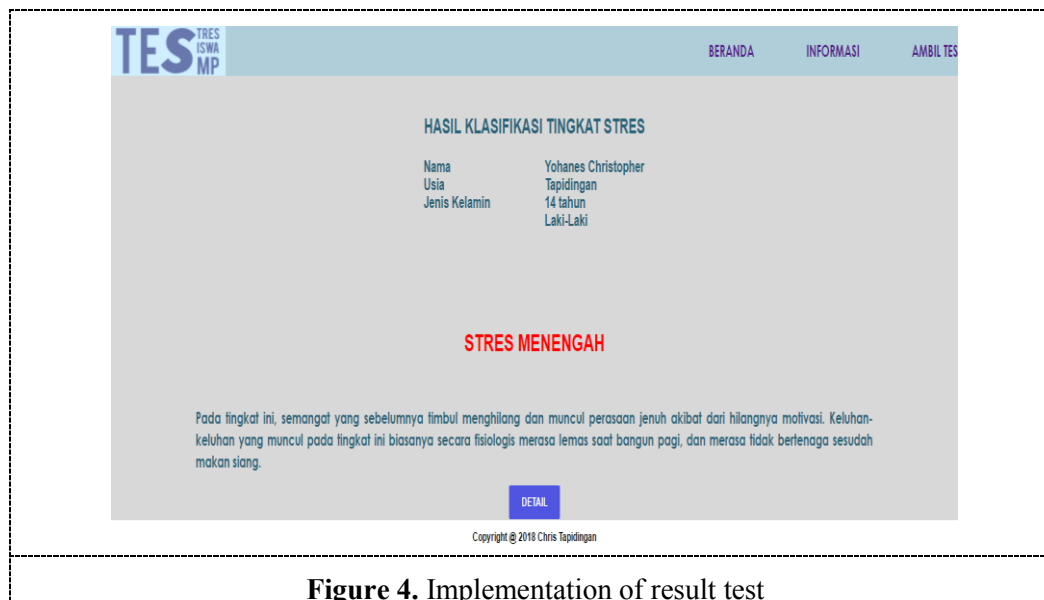 TES TRES
ISWA
MP
BERANDA INFORMASI AMBIL TES
HASIL KLASIFIKASI TINGKAT STRES
Nama Yohanes Christopher
Usia Tapidingan
Jenis Kelamin 14 tahun
Laki-Laki
STRES MENENGAH
Pada tingkat ini, semangat yang sebelumnya timbul menghilang dan muncul perasaan jenuh akibat dari hilangnya motivasi. Keluhan-
keluhan yang muncul pada tingkat ini biasanya secara fisiologis merasa lemas saat bangun pagi, dan merasa tidak bertenaga sesudah
makan siang.
DETAIL
Copyright @ 2018 Chris Tapidingan
Figure 4. Implementation of result test